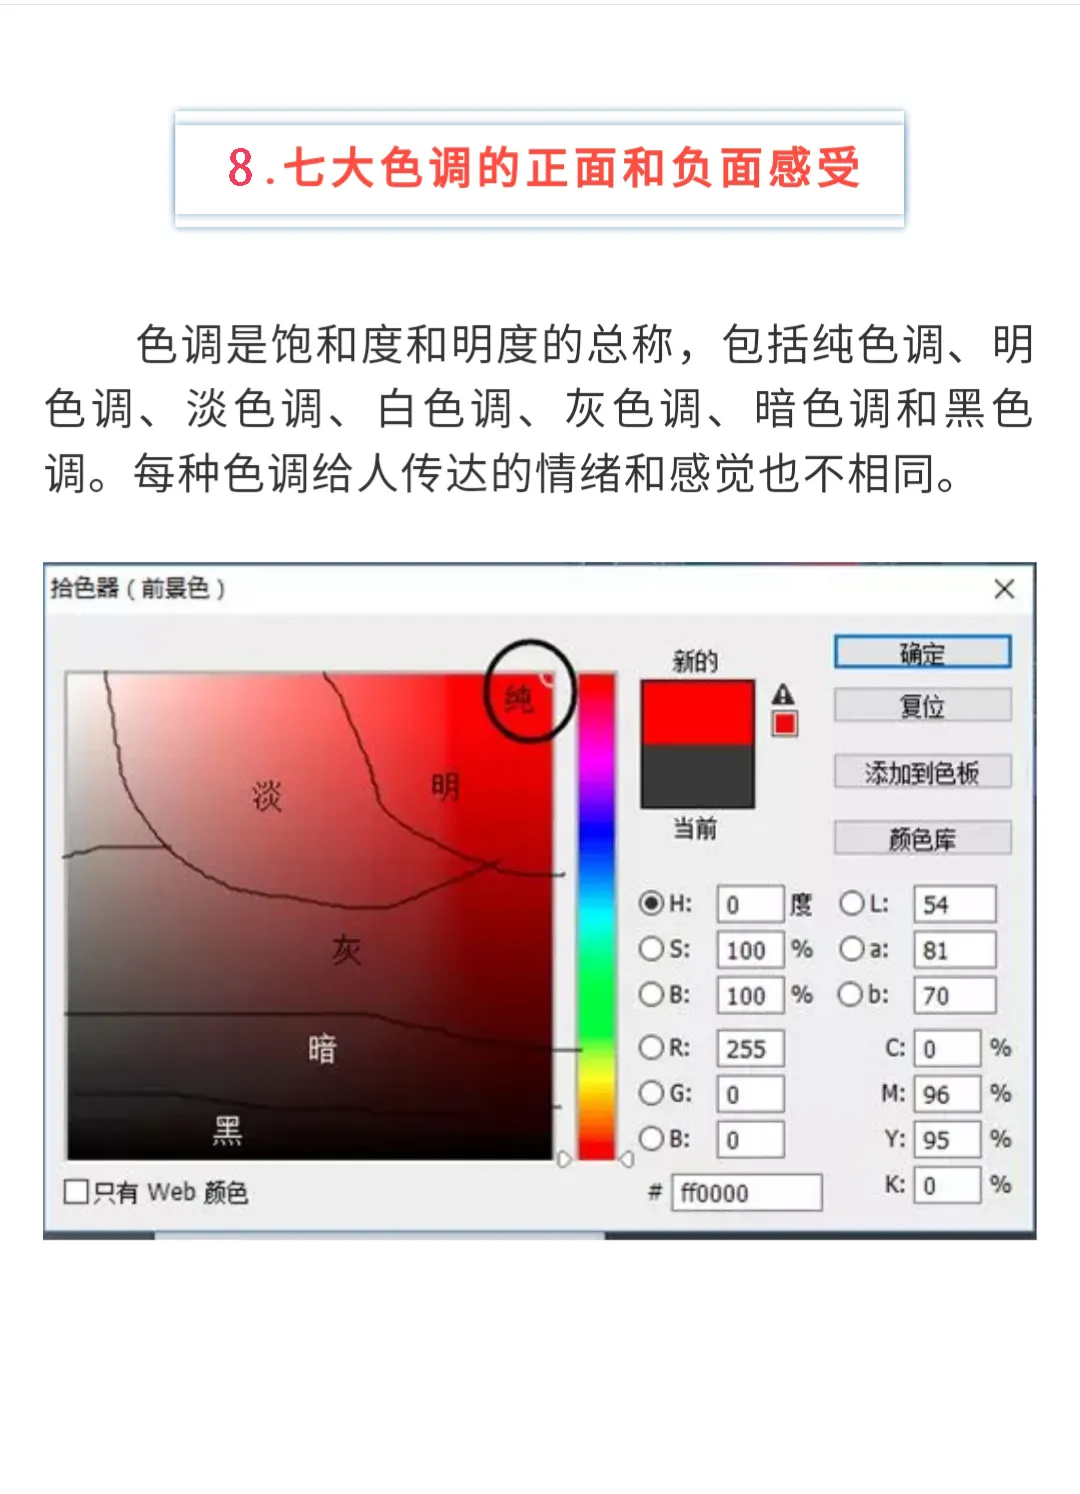 8.七大色调的正面和负面感受
色调是饱和度和明度的总称，包括纯色调、明
色调、淡色调、白色调、灰色调、暗色调和黑色
调。每种色调给人传达的情绪和感觉也不相同。
拾色器（前景色）
纯
淡
明
灰
暗
黑
只有 Web 颜色
新的
当前
确定
复位
添加到色板
颜色库
H: 0 度 L: 54
S: 100 % a: 81
B: 100 % b: 70
R: 255 C: 0 %
G: 0 M: 96 %
B: 0 Y: 95 %
# ff0000 K: 0 %